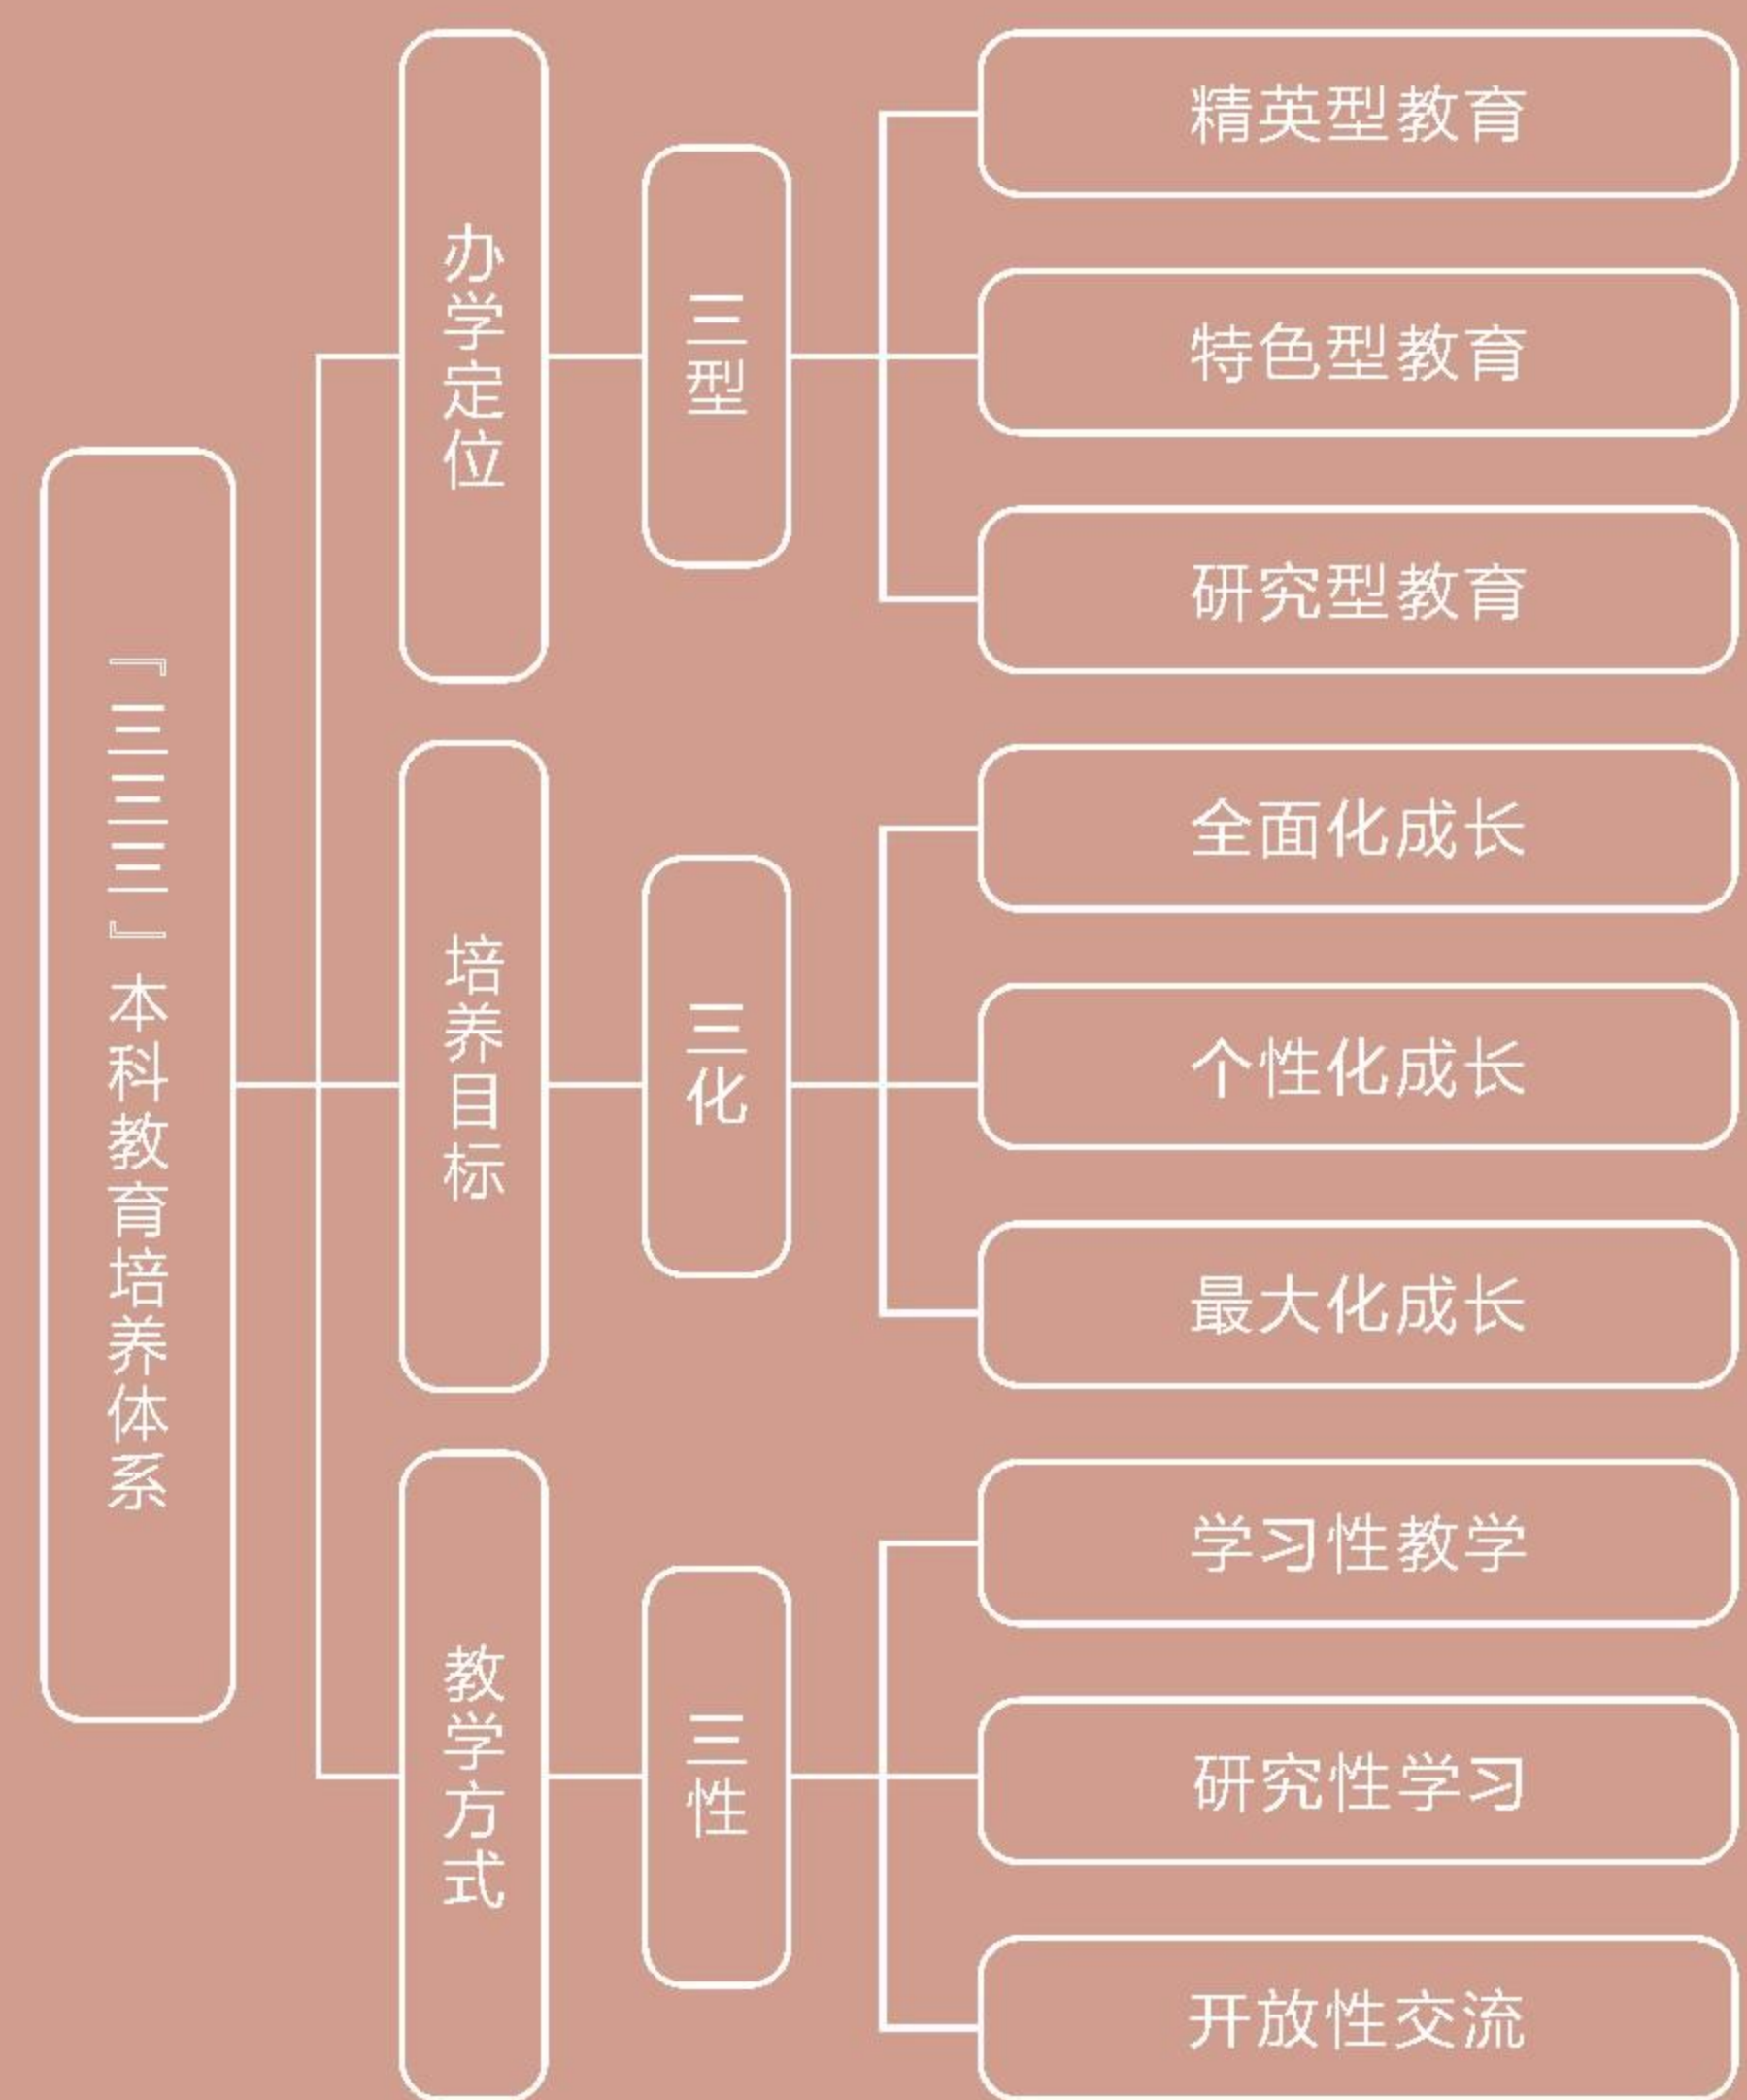 『三三三』本科教育培养体系
办学定位
三型
精英型教育
特色型教育
研究型教育
培养目标
三化
全面化成长
个性化成长
最大化成长
教学方式
三性
学习性教学
研究性学习
开放性交流